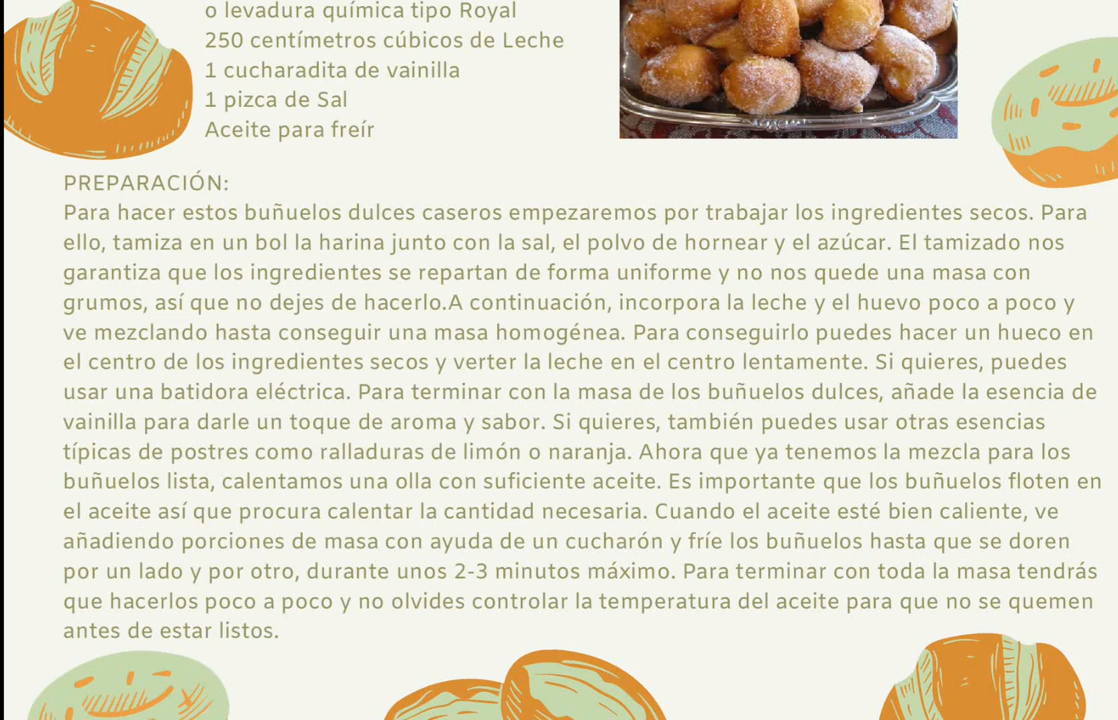 o levadura química tipo Royal
250 centímetros cúbicos de Leche
1 cucharadita de vainilla
1 pizca de Sal
Aceite para freír
PREPARACIÓN:
Para hacer estos buñuelos dulces caseros empezaremos por trabajar los ingredientes secos. Para
ello, tamiza en un bol la harina junto con la sal, el polvo de hornear y el azúcar. El tamizado nos
garantiza que los ingredientes se repartan de forma uniforme y no nos quede una masa con
grumos, así que no dejes de hacerlo.A continuación, incorpora la leche y el huevo poco a poco y
ve mezclando hasta conseguir una masa homogénea. Para conseguirlo puedes hacer un hueco en
el centro de los ingredientes secos y verter la leche en el centro lentamente. Si quieres, puedes
usar una batidora eléctrica. Para terminar con la masa de los buñuelos dulces, añade la esencia de
vainilla para darle un toque de aroma y sabor. Si quieres, también puedes usar otras esencias
típicas de postres como ralladuras de limón o naranja. Ahora que ya tenemos la mezcla para los
buñuelos lista, calentamos una olla con suficiente aceite. Es importante que los buñuelos floten en
el aceite así que procura calentar la cantidad necesaria. Cuando el aceite esté bien caliente, ve
añadiendo porciones de masa con ayuda de un cucharón y fríe los buñuelos hasta que se doren
por un lado y por otro, durante unos 2-3 minutos máximo. Para terminar con toda la masa tendrás
que hacerlos poco a poco y no olvides controlar la temperatura del aceite para que no se quemen
antes de estar listos.